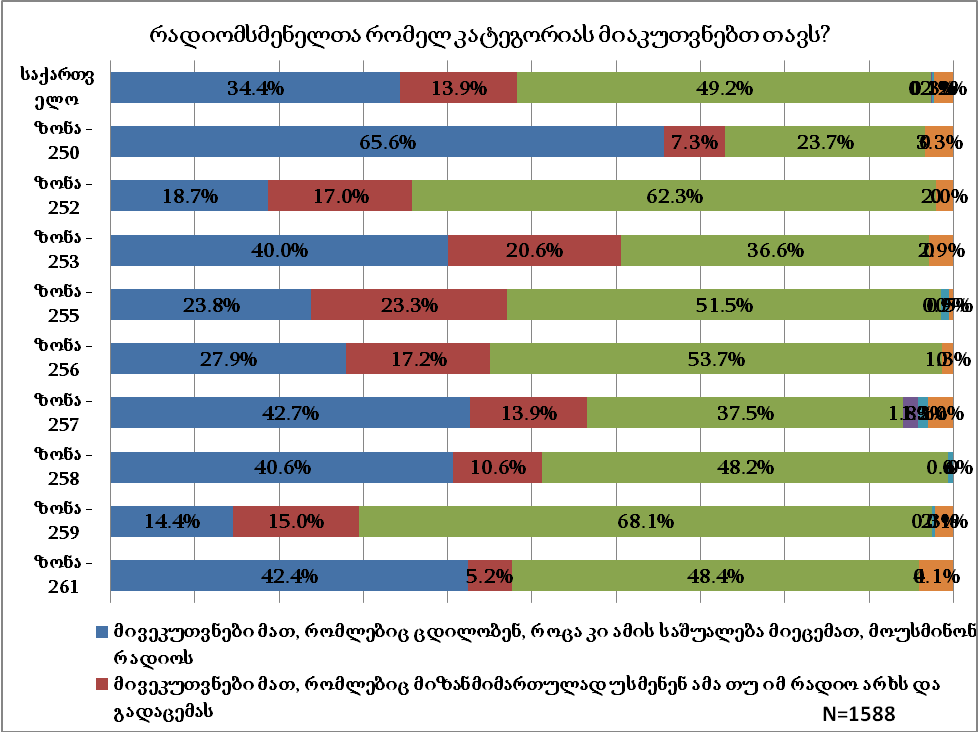 რადიომსმენელთა რომელ კატეგორიას მიაკუთვნებთ თავს?
საქართვ
ელო
34.4% 13.9% 49.2%
ზონა -
250
65.6% 7.3% 23.7%
ზონა -
252
18.7% 17.0% 62.3%
ზონა -
253
40.0% 20.6% 36.6%
ზონა -
255
23.8% 23.3% 51.5%
ზონა -
256
27.9% 17.2% 53.7%
ზონა -
257
42.7% 13.9% 37.5%
ზონა -
258
40.6% 10.6% 48.2%
ზონა -
259
14.4% 15.0% 68.1%
ზონა -
261
42.4% 5.2% 48.4%
მივეკუთვნები მათ, რომლებიც ცდილობენ, როცა კი ამის საშუალება მიეცემათ, მოუსმინონ
რადიოს
მივეკუთვნები მათ, რომლებიც მიზანმიმართულად უსმენენ ამა თუ იმ რადიო არხს და
გადაცემას
N=1588